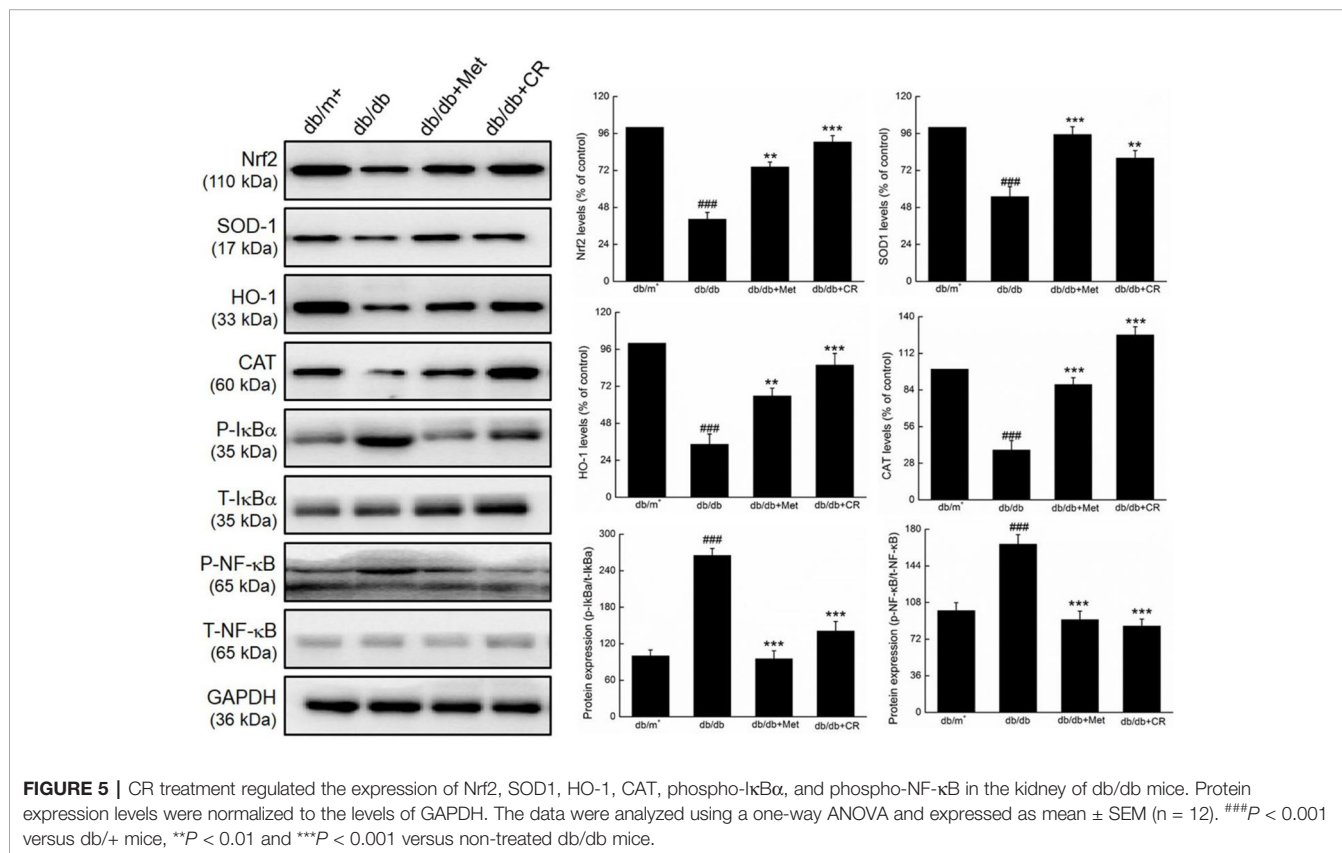 db/m+ db/db db/db+Met db/db+CR
Nrf2
(110 kDa)
SOD-1
(17 kDa)
HO-1
(33 kDa)
CAT
(60 kDa)
P-IκBα
(35 kDa)
T-IκBα
(35 kDa)
P-NF-κB
(65 kDa)
T-NF-κB
(65 kDa)
GAPDH
(36 kDa)
Nrf2 levels (% of control)
120
96
72
48
24
0
###
**
***
db/m+ db/db db/db+Met db/db+CR
SOD1 levels (% of control)
120
96
72
48
24
0
###
***
**
db/m+ db/db db/db+Met db/db+CR
HO-1 levels (% of control)
120
96
72
48
24
0
###
**
***
db/m+ db/db db/db+Met db/db+CR
CAT levels (% of control)
140
112
84
56
28
0
###
***
***
db/m+ db/db db/db+Met db/db+CR
Protein expression (p-IkBa/t-IkBa)
300
240
180
120
60
0
###
***
***
db/m+ db/db db/db+Met db/db+CR
Protein expression (p-NF-κB/t-NF-κB)
180
144
108
72
36
0
###
***
***
db/m+ db/db db/db+Met db/db+CR
FIGURE 5 | CR treatment regulated the expression of Nrf2, SOD1, HO-1, CAT, phospho-IκBα, and phospho-NF-κB in the kidney of db/db mice. Protein
expression levels were normalized to the levels of GAPDH. The data were analyzed using a one-way ANOVA and expressed as mean ± SEM (n = 12). ###P < 0.001
versus db/+ mice, **P < 0.01 and ***P < 0.001 versus non-treated db/db mice.